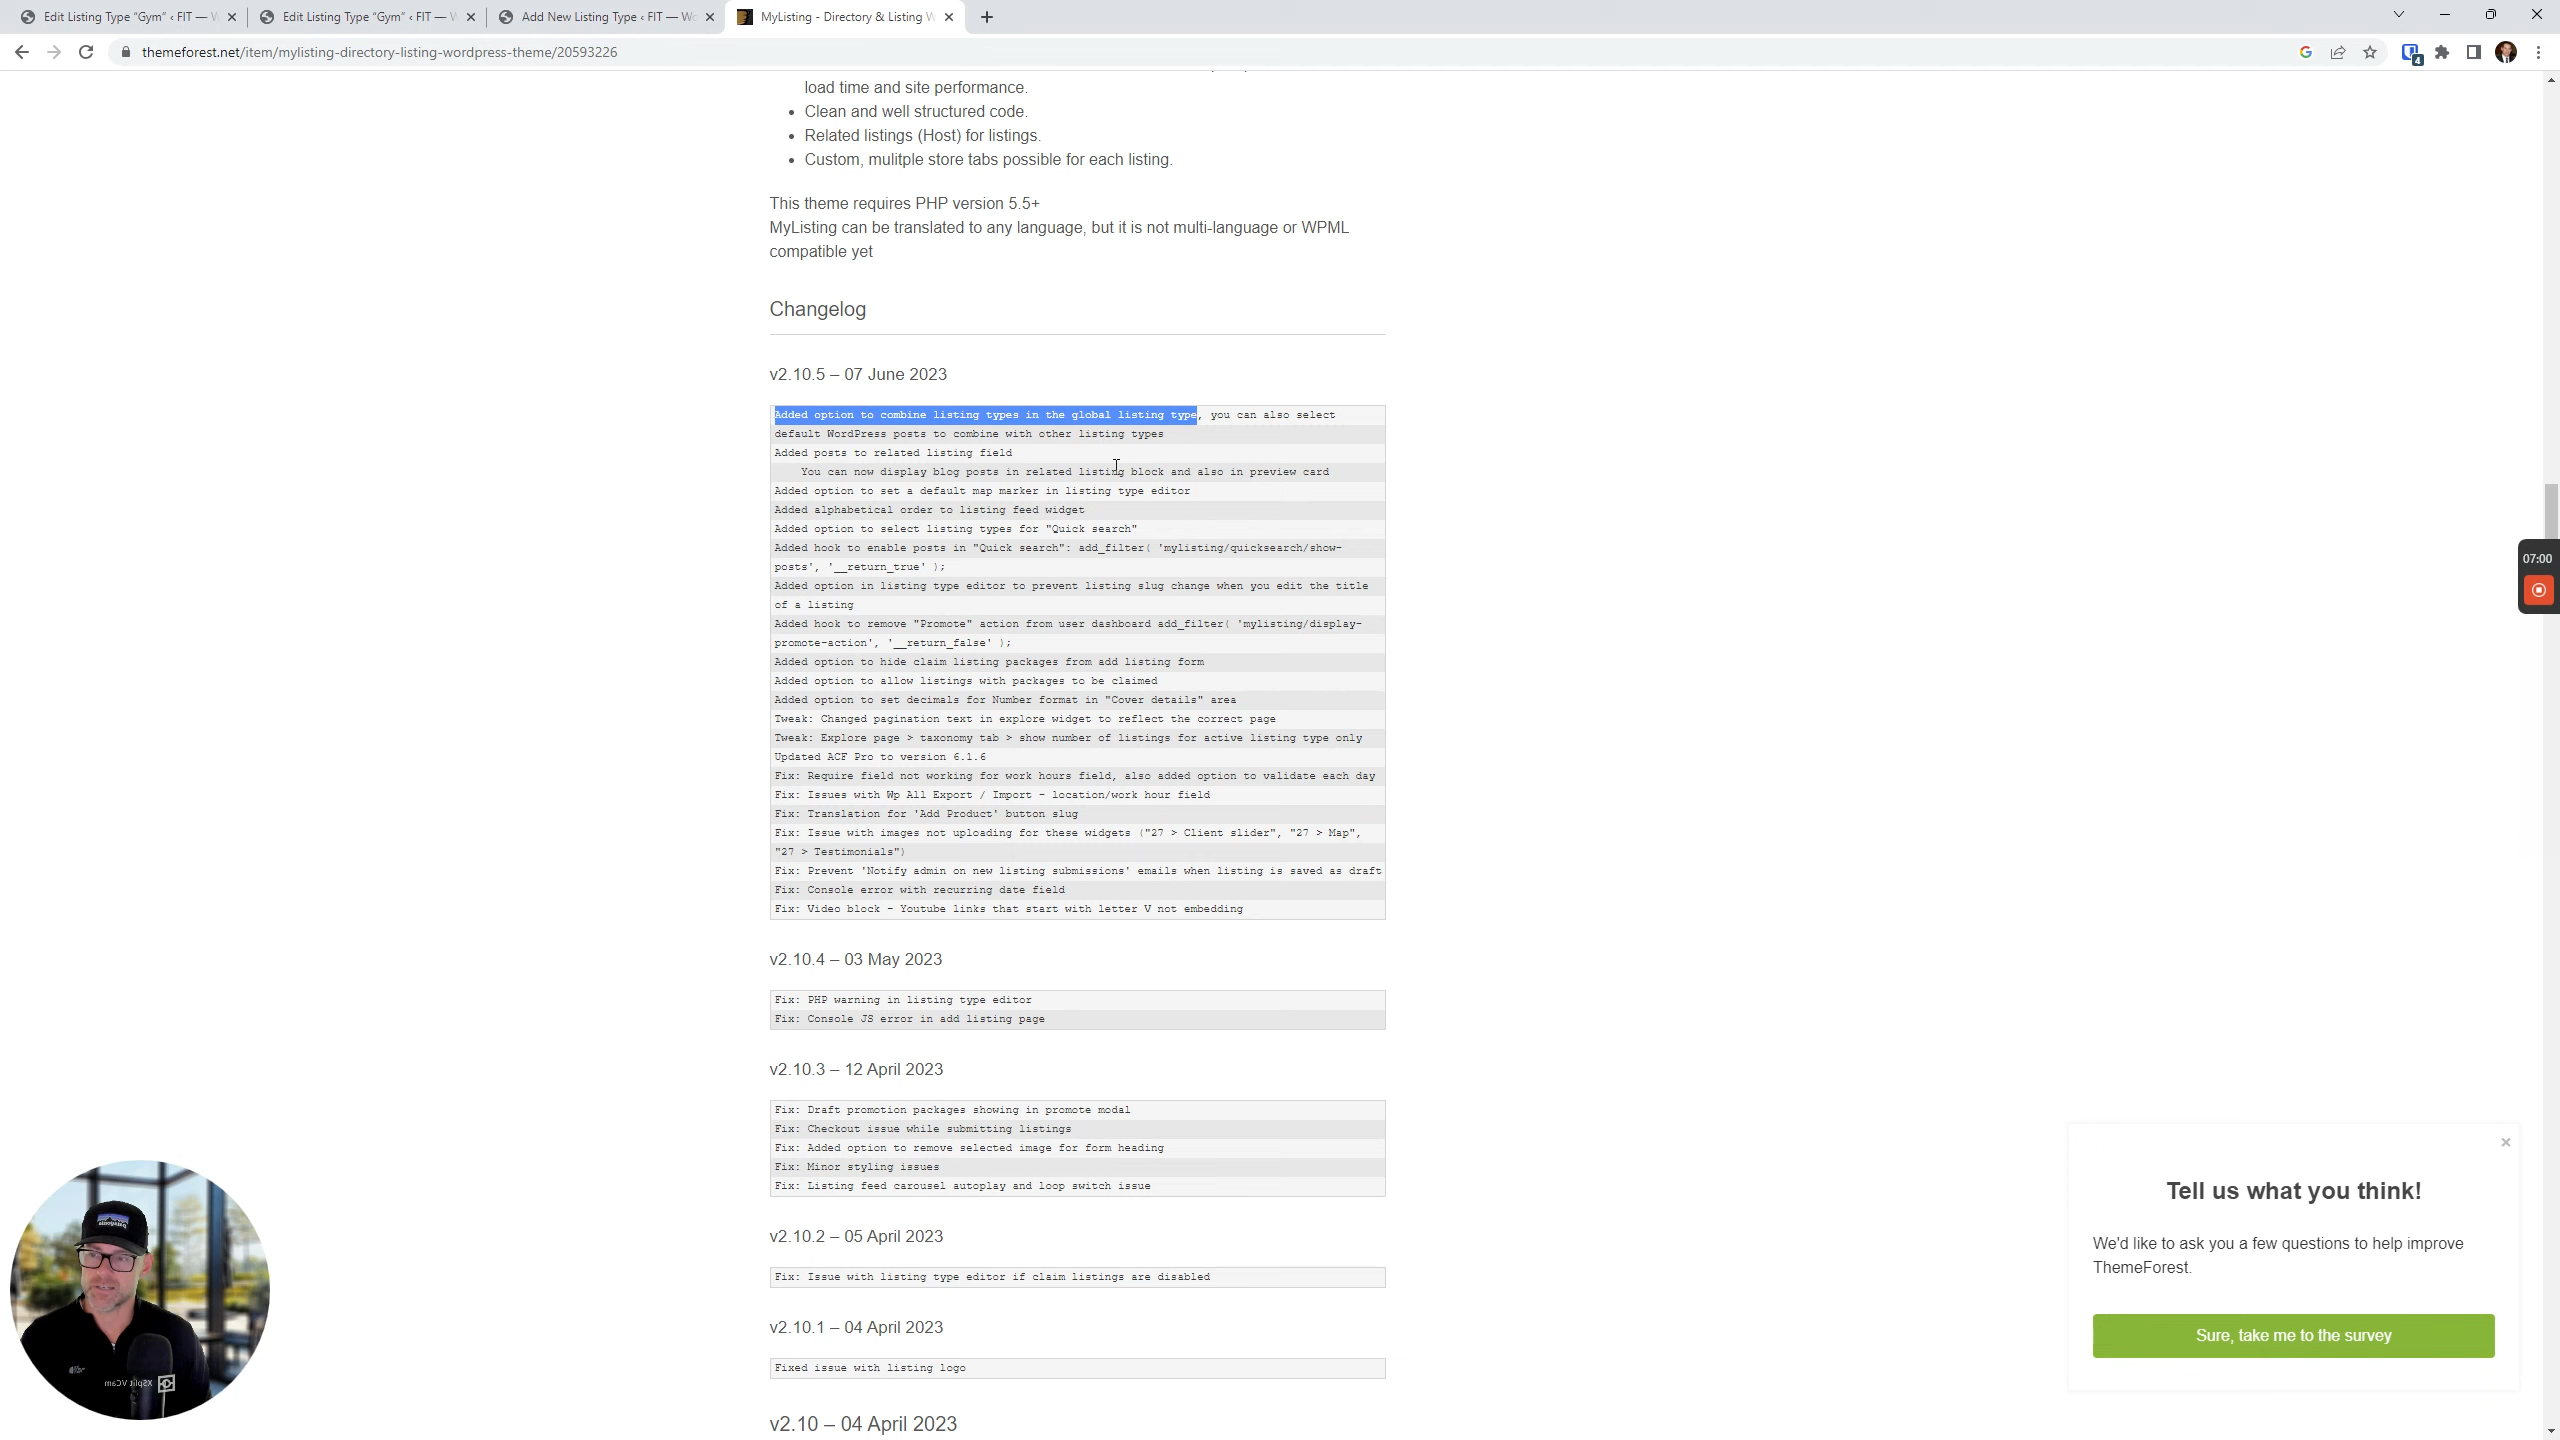 Edit Listing Type “Gym” ‹ FIT — W
Edit Listing Type “Gym” ‹ FIT — W
Add New Listing Type ‹ FIT — Wo
MyListing - Directory & Listing W
themeforest.net/item/mylisting-directory-listing-wordpress-theme/20593226
4
load time and site performance.
Clean and well structured code.
Related listings (Host) for listings.
Custom, mulitple store tabs possible for each listing.
This theme requires PHP version 5.5+
MyListing can be translated to any language, but it is not multi-language or WPML
compatible yet
Changelog
v2.10.5 – 07 June 2023
Added option to combine listing types in the global listing type, you can also select
default WordPress posts to combine with other listing types
Added posts to related listing field
You can now display blog posts in related listing block and also in preview card
Added option to set a default map marker in listing type editor
Added alphabetical order to listing feed widget
Added option to select listing types for "Quick search"
Added hook to enable posts in "Quick search": add_filter( 'mylisting/quicksearch/show-
posts', '__return_true' );
Added option in listing type editor to prevent listing slug change when you edit the title
of a listing
Added hook to remove "Promote" action from user dashboard add_filter( 'mylisting/display-
promote-action', '__return_false' );
Added option to hide claim listing packages from add listing form
Added option to allow listings with packages to be claimed
Added option to set decimals for Number format in "Cover details" area
Tweak: Changed pagination text in explore widget to reflect the correct page
Tweak: Explore page > taxonomy tab > show number of listings for active listing type only
Updated ACF Pro to version 6.1.6
Fix: Require field not working for work hours field, also added option to validate each day
Fix: Issues with Wp All Export / Import - location/work hour field
Fix: Translation for 'Add Product' button slug
Fix: Issue with images not uploading for these widgets ("27 > Client slider", "27 > Map",
"27 > Testimonials")
Fix: Prevent 'Notify admin on new listing submissions' emails when listing is saved as draft
Fix: Console error with recurring date field
Fix: Video block - Youtube links that start with letter V not embedding
v2.10.4 – 03 May 2023
Fix: PHP warning in listing type editor
Fix: Console JS error in add listing page
v2.10.3 – 12 April 2023
Fix: Draft promotion packages showing in promote modal
Fix: Checkout issue while submitting listings
Fix: Added option to remove selected image for form heading
Fix: Minor styling issues
Fix: Listing feed carousel autoplay and loop switch issue
v2.10.2 – 05 April 2023
Fix: Issue with listing type editor if claim listings are disabled
v2.10.1 – 04 April 2023
Fixed issue with listing logo
v2.10 – 04 April 2023
07:00
Tell us what you think!
We'd like to ask you a few questions to help improve
ThemeForest.
Sure, take me to the survey
XSplit VCam